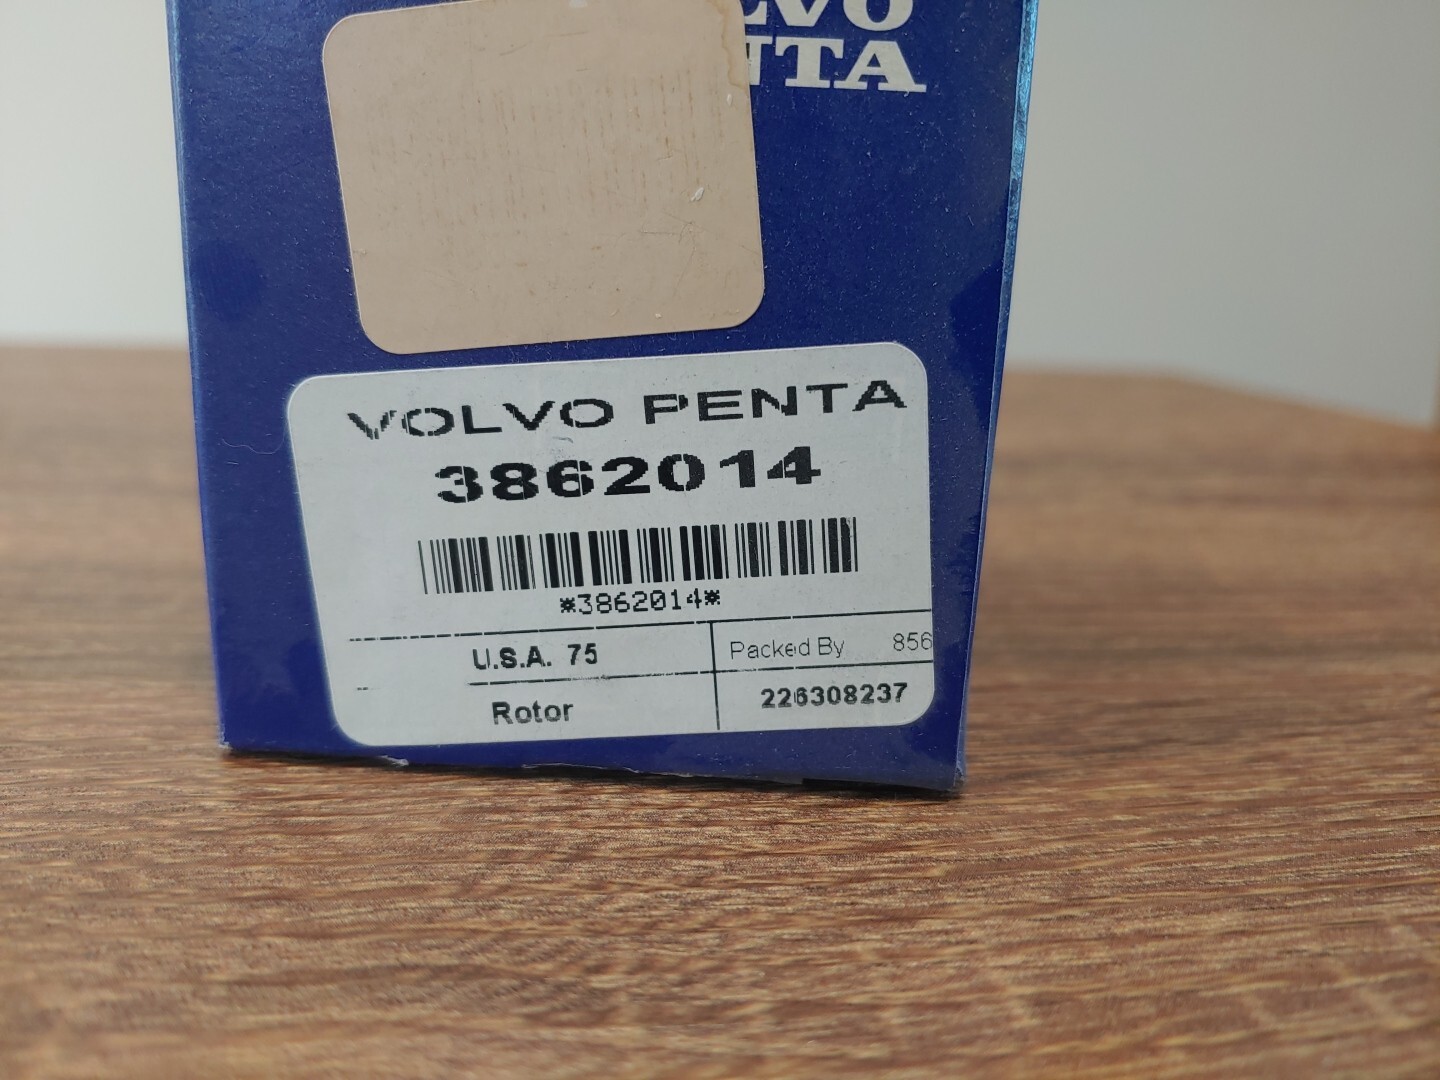 VOLVO PENTA
3862014
*3862014*
U.S.A. 75 Packed By 856
Rotor 226308237